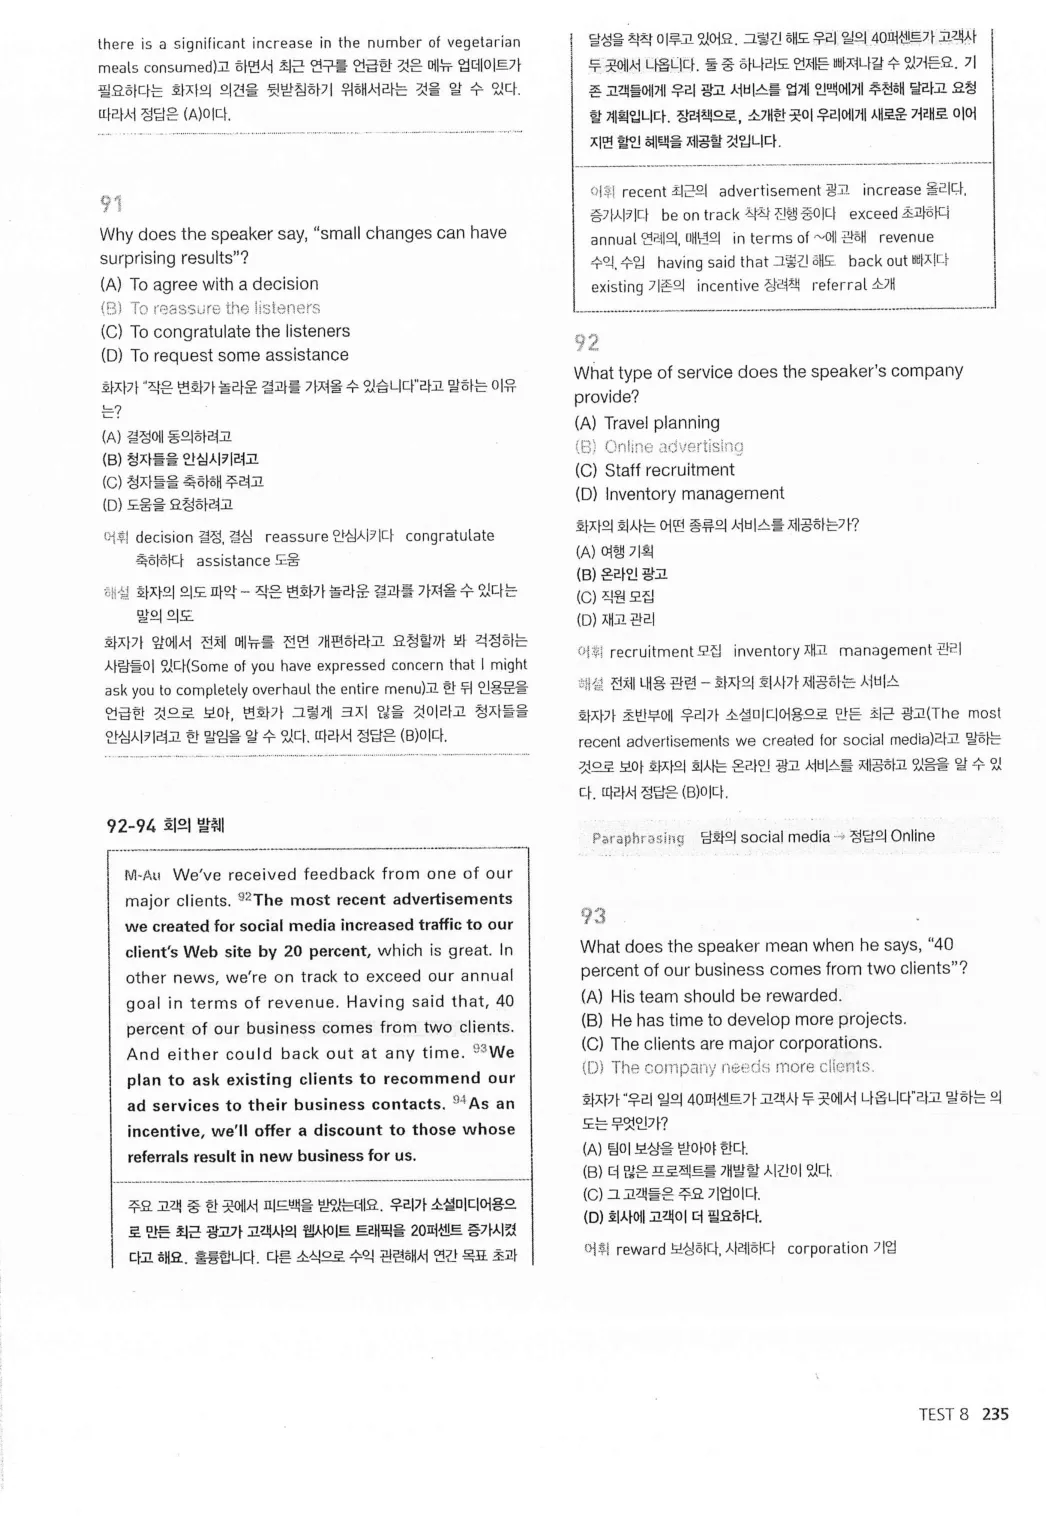 there is a significant increase in the number of vegetarian
meals consumed)고 하면서 최근 연구를 언급한 것은 메뉴 업데이트가
필요하다는 화자의 의견을 뒷받침하기 위해서라는 것을 알 수 있다.
따라서 정답은 (A)이다.
91
Why does the speaker say, “small changes can have
surprising results”?
(A) To agree with a decision
(B) To reassure the listeners
(C) To congratulate the listeners
(D) To request some assistance
화자가 “작은 변화가 놀라운 결과를 가져올 수 있습니다”라고 말하는 이유
는?
(A) 결정에 동의하려고
(B) 청자들을 안심시키려고
(C) 청자들을 축하해 주려고
(D) 도움을 요청하려고
어휘 decision 결정, 결심 reassure 안심시키다 congratulate
축하하다 assistance 도움
해설 화자의 의도 파악 – 작은 변화가 놀라운 결과를 가져올 수 있다는
말의 의도
화자가 앞에서 전체 메뉴를 전면 개편하라고 요청할까 봐 걱정하는
사람들이 있다(Some of you have expressed concern that I might
ask you to completely overhaul the entire menu)고 한 뒤 인용문을
언급한 것으로 보아, 변화가 그렇게 크지 않을 것이라고 청자들을
안심시키려고 한 말임을 알 수 있다. 따라서 정답은 (B)이다.
92-94 회의 발췌
M-Au We've received feedback from one of our
major clients. 92The most recent advertisements
we created for social media increased traffic to our
client's Web site by 20 percent, which is great. In
other news, we're on track to exceed our annual
goal in terms of revenue. Having said that, 40
percent of our business comes from two clients.
And either could back out at any time. 93We
plan to ask existing clients to recommend our
ad services to their business contacts. 94As an
incentive, we'll offer a discount to those whose
referrals result in new business for us.
주요 고객 중 한 곳에서 피드백을 받았는데요. 우리가 소셜미디어용으
로 만든 최근 광고가 고객사의 웹사이트 트래픽을 20퍼센트 증가시켰
다고 해요. 훌륭합니다. 다른 소식으로 수익 관련해서 연간 목표 초과
달성을 착착 이루고 있어요. 그렇긴 해도 우리 일의 40퍼센트가 고객사
두 곳에서 나옵니다. 둘 중 하나라도 언제든 빠져나갈 수 있거든요. 기
존 고객들에게 우리 광고 서비스를 업계 인맥에게 추천해 달라고 요청
할 계획입니다. 장려책으로, 소개한 곳이 우리에게 새로운 거래로 이어
지면 할인 혜택을 제공할 것입니다.
어휘 recent 최근의 advertisement 광고 increase 올리다,
증가시키다 be on track 착착 진행 중이다 exceed 초과하다
annual 연례의, 매년의 in terms of ~에 관해 revenue
수익, 수입 having said that 그렇긴 해도 back out 빠지다
existing 기존의 incentive 장려책 referral 소개
92
What type of service does the speaker's company
provide?
(A) Travel planning
(B) Online advertising
(C) Staff recruitment
(D) Inventory management
화자의 회사는 어떤 종류의 서비스를 제공하는가?
(A) 여행 기획
(B) 온라인 광고
(C) 직원 모집
(D) 재고 관리
어휘 recruitment 모집 inventory 재고 management 관리
해설 전체 내용 관련 – 화자의 회사가 제공하는 서비스
화자가 초반부에 우리가 소셜미디어용으로 만든 최근 광고(The most
recent advertisements we created for social media)라고 말하는
것으로 보아 화자의 회사는 온라인 광고 서비스를 제공하고 있음을 알 수 있
다. 따라서 정답은 (B)이다.
Paraphrasing 담화의 social media → 정답의 Online
93
What does the speaker mean when he says, “40
percent of our business comes from two clients”?
(A) His team should be rewarded.
(B) He has time to develop more projects.
(C) The clients are major corporations.
(D) The company needs more clients.
화자가 “우리 일의 40퍼센트가 고객사 두 곳에서 나옵니다”라고 말하는 의
도는 무엇인가?
(A) 팀이 보상을 받아야 한다.
(B) 더 많은 프로젝트를 개발할 시간이 있다.
(C) 그 고객들은 주요 기업이다.
(D) 회사에 고객이 더 필요하다.
어휘 reward 보상하다, 사례하다 corporation 기업
TEST 8 235